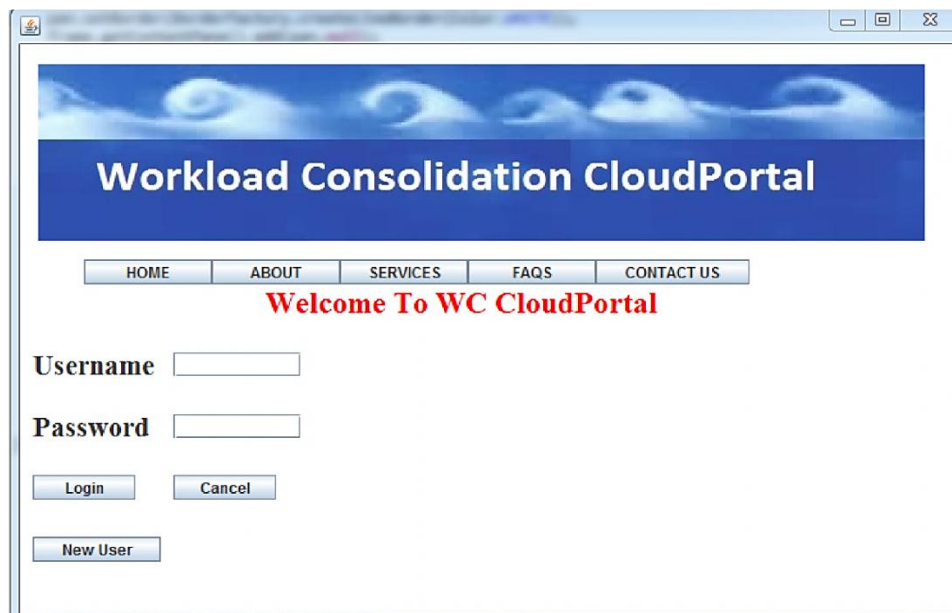 Workload Consolidation CloudPortal
HOME ABOUT SERVICES FAQS CONTACT US
Welcome To WC CloudPortal
Username
Password
Login Cancel
New User